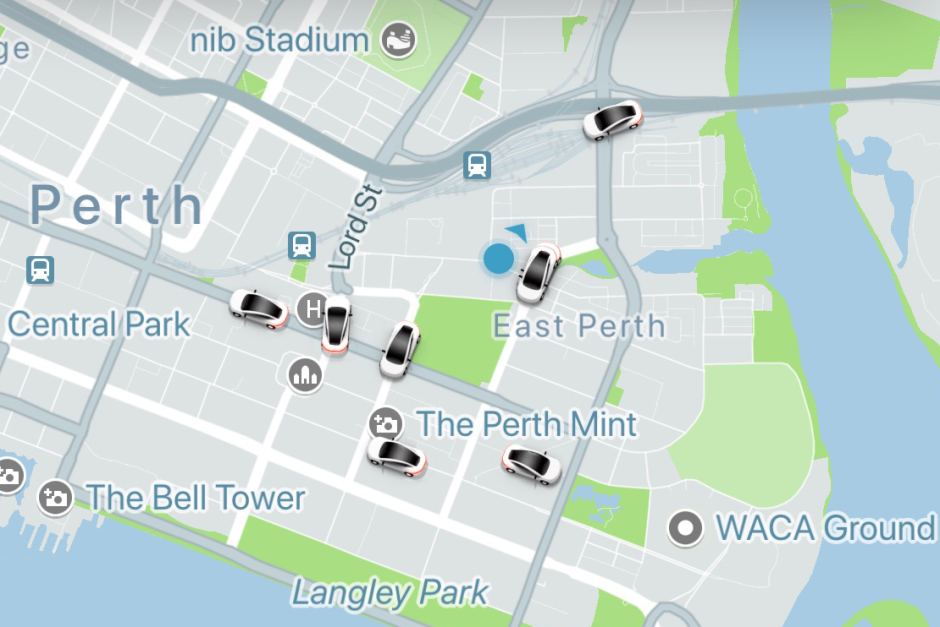 nib Stadium
ge
Perth
Lord St
H
Central Park
East Perth
The Perth Mint
The Bell Tower
WACA Ground
Langley Park